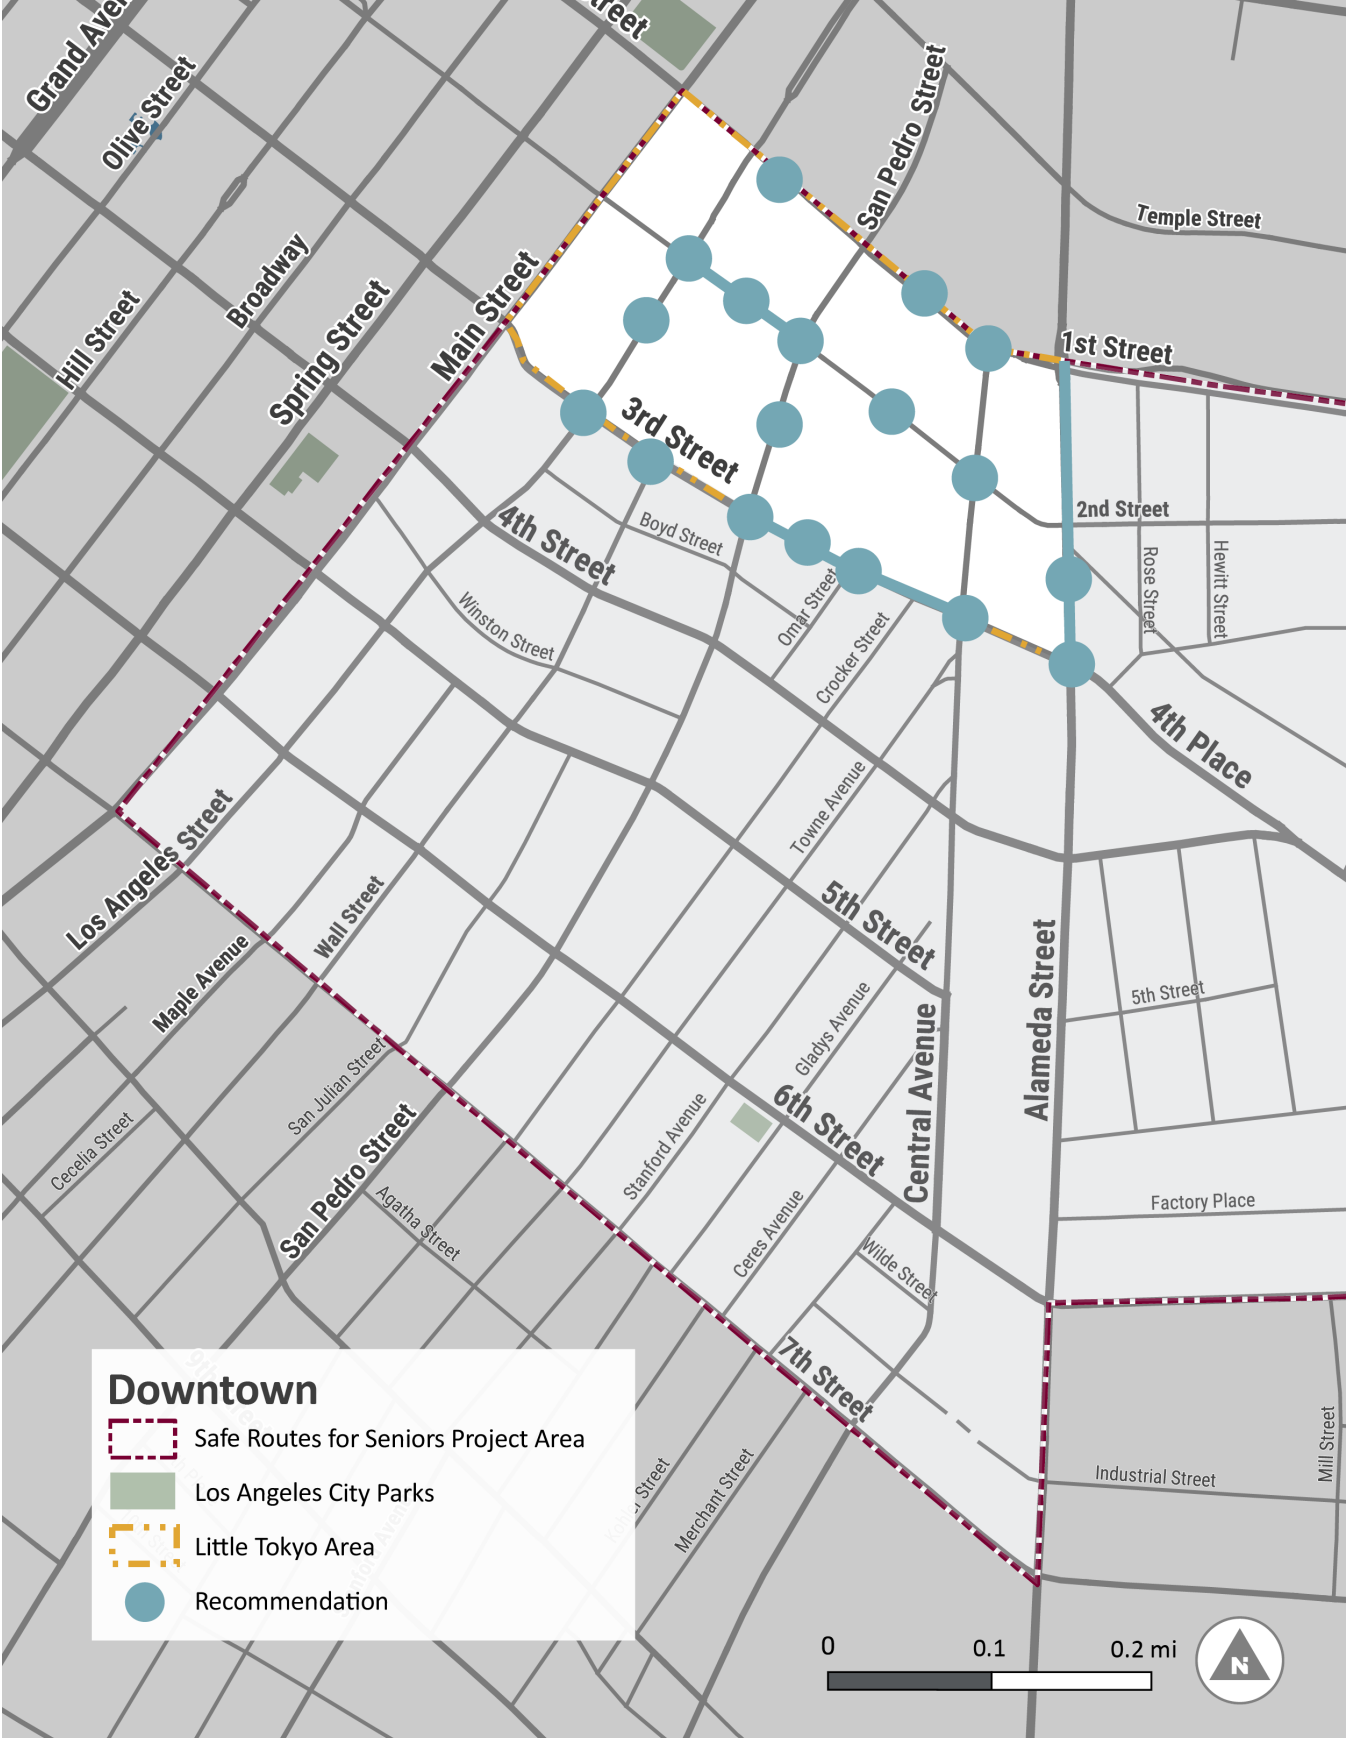 Street
Grand Aven
Olive Street
San Pedro Street
Temple Street
Hill Street
Broadway
Spring Street
Main Street
1st Street
3rd Street
2nd Street
4th Street
Boyd Street
Rose Street
Hewitt Street
Winston Street
Omar Street
Crocker Street
4th Place
Los Angeles Street
Towne Avenue
Maple Avenue
Wall Street
5th Street
Alameda Street
5th Street
San Julian Street
Gladys Avenue
Central Avenue
Cecelia Street
San Pedro Street
Agatha Street
Stanford Avenue
6th Street
Factory Place
Ceres Avenue
Wilde Street
7th Street
Mill Street
Industrial Street
Street
Merchant Street
Downtown
Safe Routes for Seniors Project Area
Los Angeles City Parks
Little Tokyo Area
Recommendation
0 0.1 0.2 mi
N